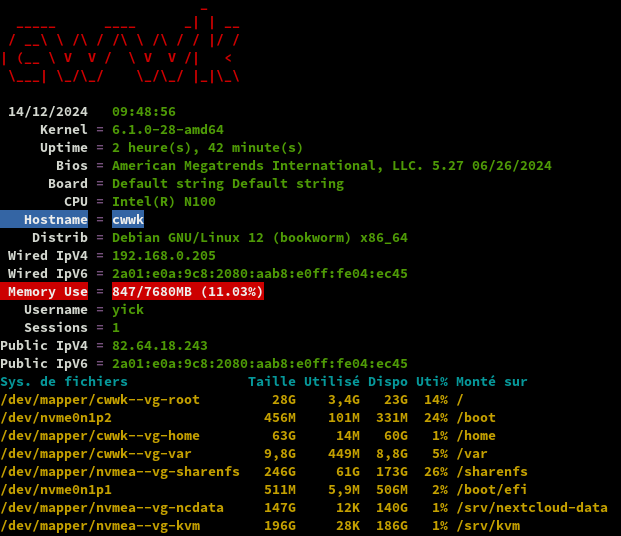 cwwk
14/12/2024 09:48:56
Kernel = 6.1.0-28-amd64
Uptime = 2 heure(s), 42 minute(s)
Bios = American Megatrends International, LLC. 5.27 06/26/2024
Board = Default string Default string
CPU = Intel(R) N100
Hostname = cwwk
Distrib = Debian GNU/Linux 12 (bookworm) x86_64
Wired IpV4 = 192.168.0.205
Wired IpV6 = 2a01:e0a:9c8:2080:aab8:e0ff:fe04:ec45
Memory Use = 847/7680MB (11.03%)
Username = yick
Sessions = 1
Public IpV4 = 82.64.18.243
Public IpV6 = 2a01:e0a:9c8:2080:aab8:e0ff:fe04:ec45
Sys. de fichiers Taille Utilisé Dispo Uti% Monté sur
/dev/mapper/cwwk--vg-root 28G 3,4G 23G 14% /
/dev/nvme0n1p2 456M 101M 331M 24% /boot
/dev/mapper/cwwk--vg-home 63G 14M 60G 1% /home
/dev/mapper/cwwk--vg-var 9,8G 449M 8,8G 5% /var
/dev/mapper/nvmea--vg-sharenfs 246G 61G 173G 26% /sharenfs
/dev/nvme0n1p1 511M 5,9M 506M 2% /boot/efi
/dev/mapper/nvmea--vg-ncdata 147G 12K 140G 1% /srv/nextcloud-data
/dev/mapper/nvmea--vg-kvm 196G 28K 186G 1% /srv/kvm